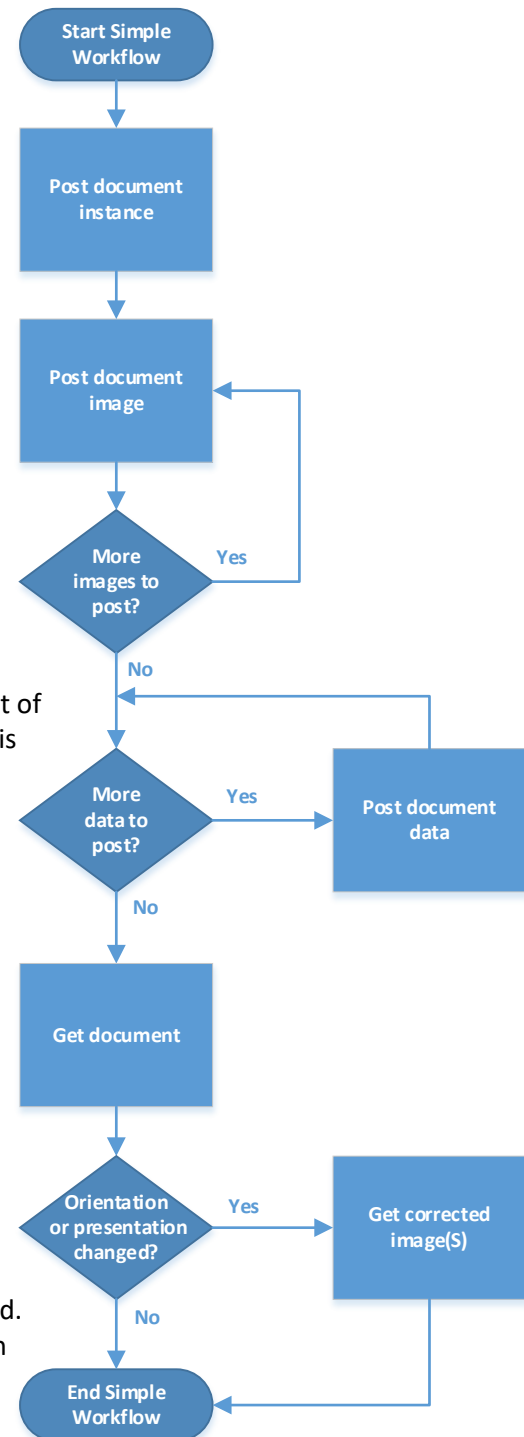 Start Simple
Workflow
Post document
instance
Post document
image
More
images to
post?
Yes
No
t of
is
More
data to
post?
Yes
Post document
data
No
Get document
Orientation
or presentation
changed?
Yes
Get corrected
image(S)
No
d.
n
End Simple
Workflow